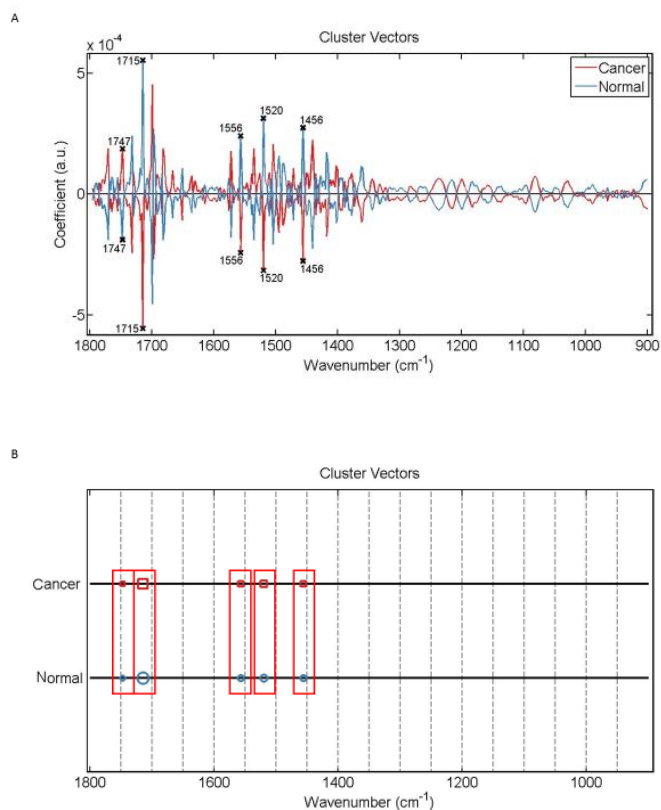 A
Cluster Vectors
x 10⁻⁴
Cancer
Normal
5
0
-5
Coefficient (a.u.)
1715
1747
1556
1520
1456
1747
1715
1556
1520
1456
1800 1700 1600 1500 1400 1300 1200 1100 1000 900
Wavenumber (cm⁻¹)
B
Cluster Vectors
Cancer
Normal
1800 1600 1400 1200 1000
Wavenumber (cm⁻¹)